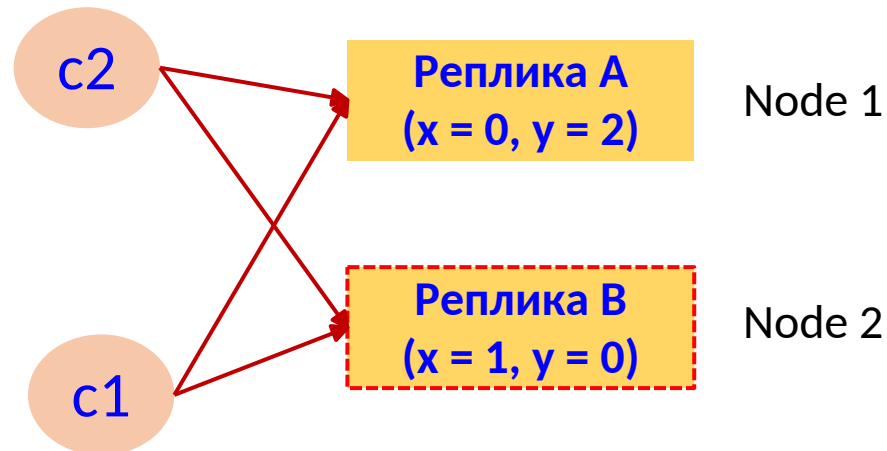 c2
Реплика A
(x = 0, y = 2)
Node 1
Реплика B
(x = 1, y = 0)
Node 2
c1